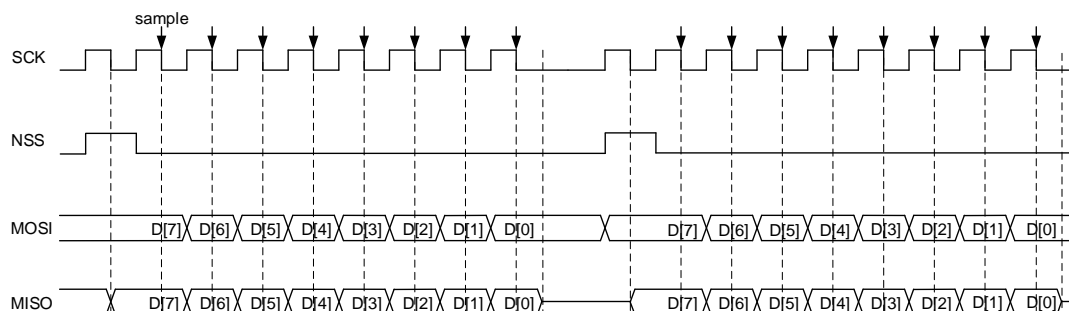 sample
SCK
NSS
MOSI D[7] D[6] D[5] D[4] D[3] D[2] D[1] D[0] D[7] D[6] D[5] D[4] D[3] D[2] D[1] D[0]
MISO D[7] D[6] D[5] D[4] D[3] D[2] D[1] D[0] D[7] D[6] D[5] D[4] D[3] D[2] D[1] D[0]